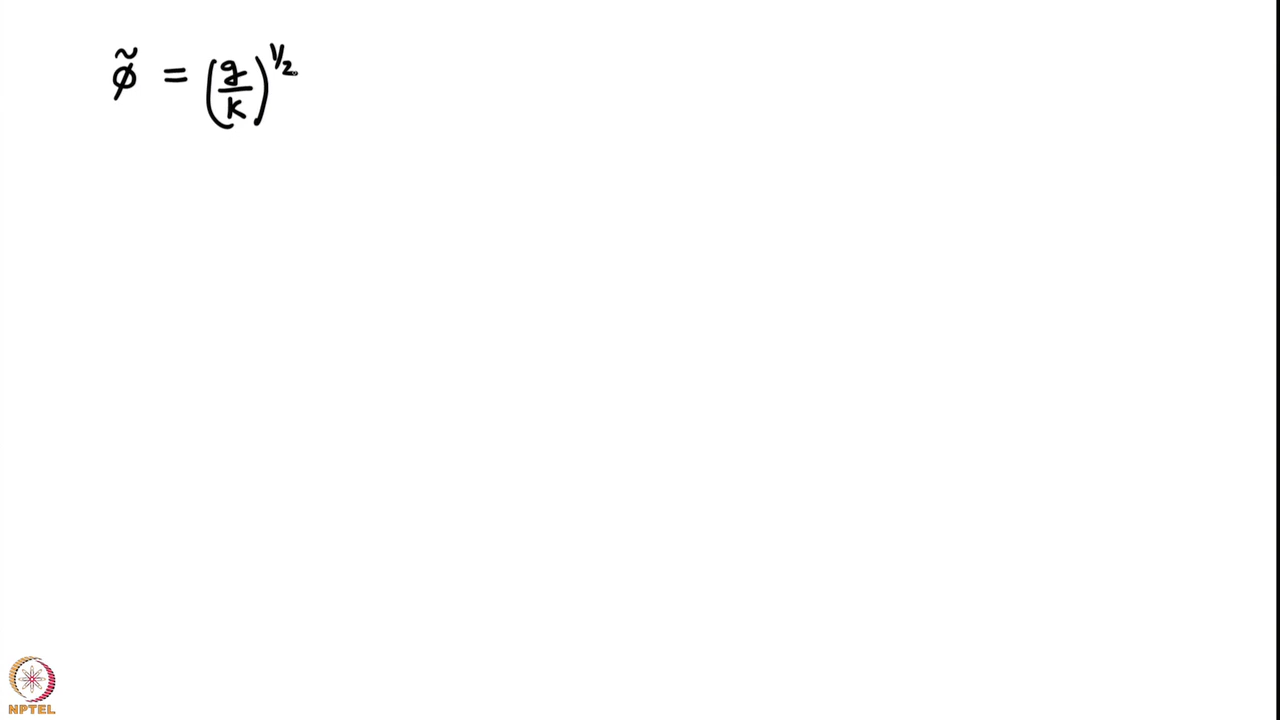 φ̃ = (g/k)^{1/2}
NPTEL